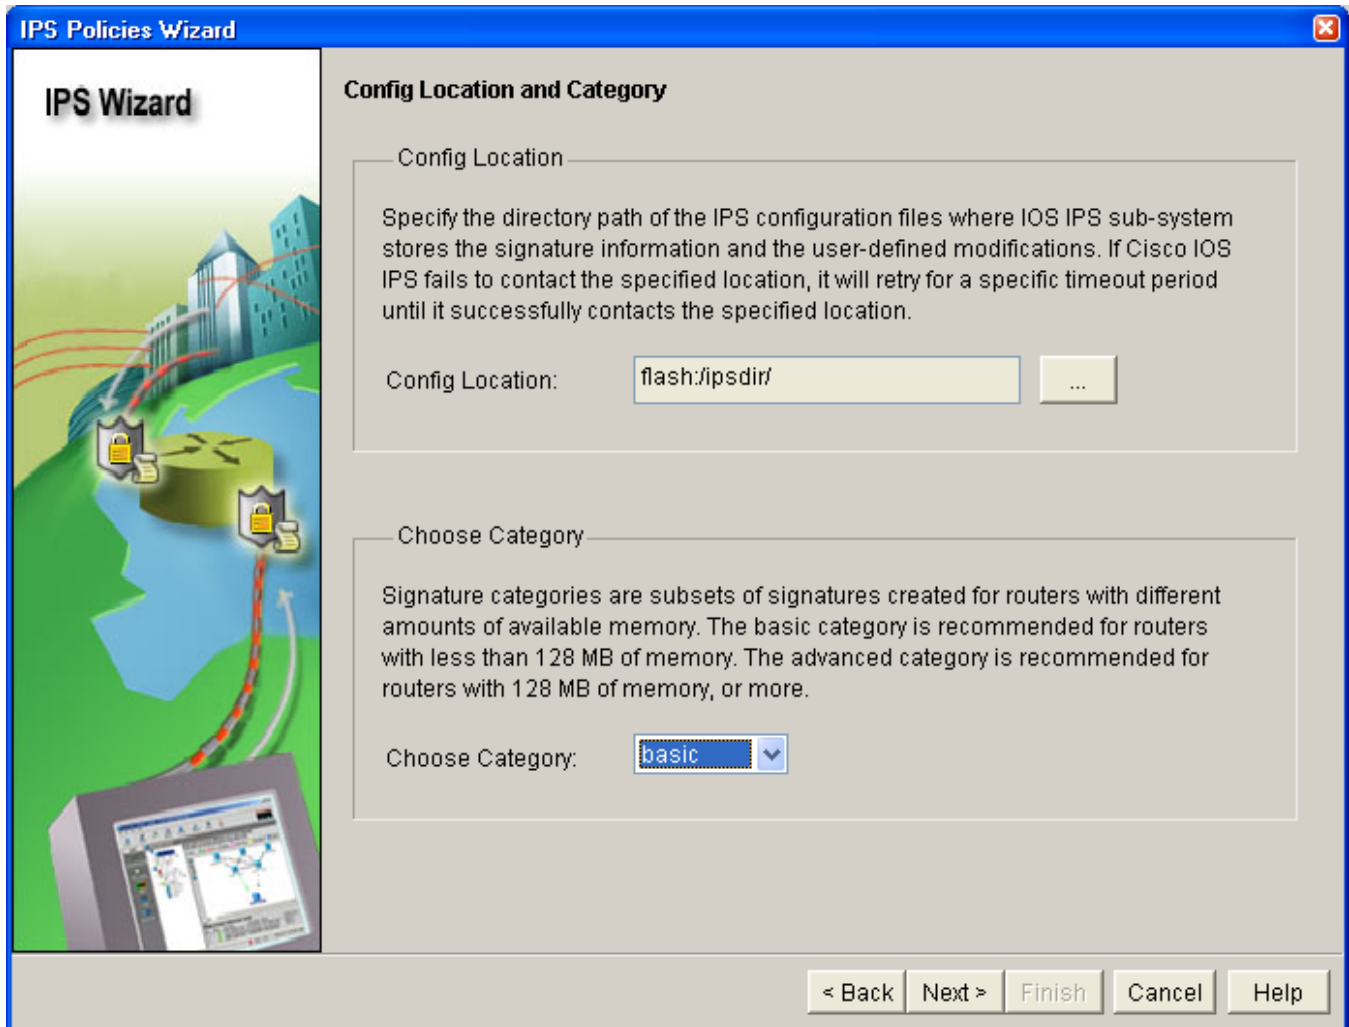 IPS Policies Wizard
IPS Wizard
Config Location and Category
Config Location
Specify the directory path of the IPS configuration files where IOS IPS sub-system
stores the signature information and the user-defined modifications. If Cisco IOS
IPS fails to contact the specified location, it will retry for a specific timeout period
until it successfully contacts the specified location.
Config Location:
flash:/ipsdir/
...
Choose Category
Signature categories are subsets of signatures created for routers with different
amounts of available memory. The basic category is recommended for routers
with less than 128 MB of memory. The advanced category is recommended for
routers with 128 MB of memory, or more.
Choose Category:
basic
< Back
Next >
Finish
Cancel
Help